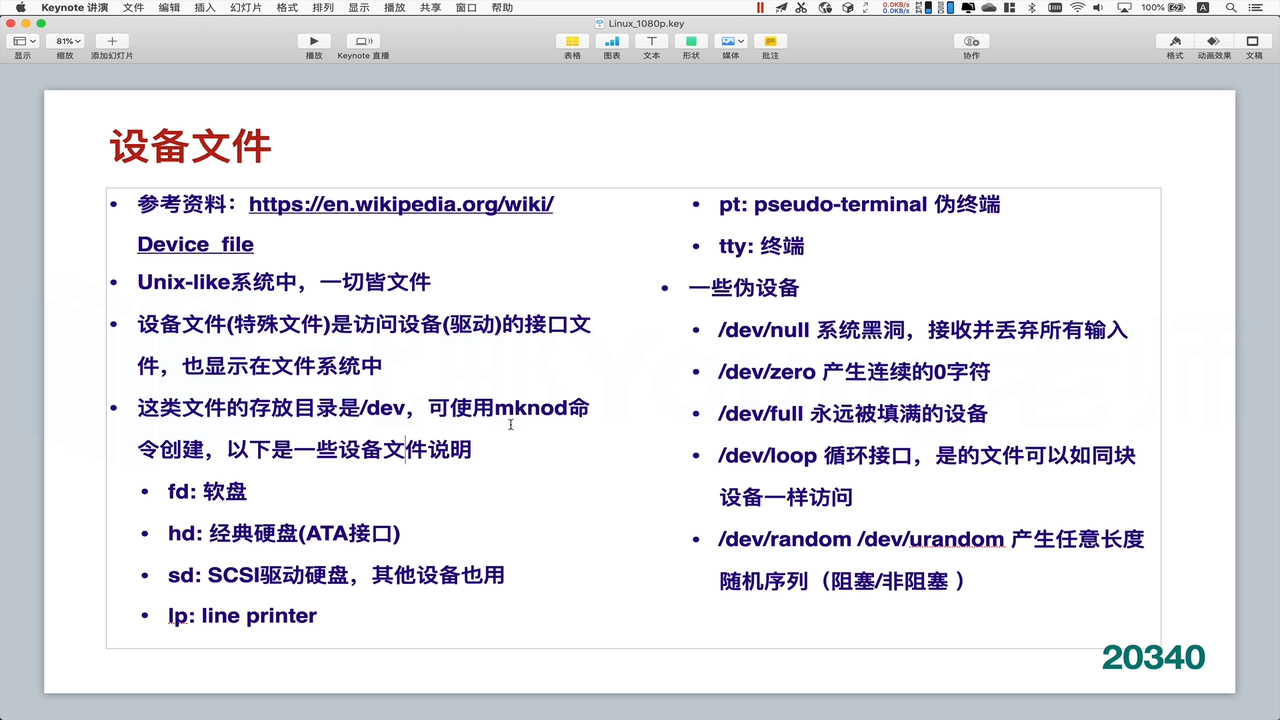 Keynote 讲演 文件 编辑 插入 幻灯片 格式 排列 显示 播放 共享 窗口 帮助
0.0KB/s
0.0KB/s
100%
A
Linux_1080p.key
81%
显示 缩放 添加幻灯片 播放 Keynote 直播 表格 图表 文本 形状 媒体 批注 协作 格式 动画效果 文稿
设备文件
• 参考资料：https://en.wikipedia.org/wiki/
Device_file
• Unix-like系统中，一切皆文件
• 设备文件(特殊文件)是访问设备(驱动)的接口文
件，也显示在文件系统中
• 这类文件的存放目录是/dev，可使用mknod命
令创建，以下是一些设备文件说明
• fd: 软盘
• hd: 经典硬盘(ATA接口)
• sd: SCSI驱动硬盘，其他设备也用
• lp: line printer
• pt: pseudo-terminal 伪终端
• tty: 终端
• 一些伪设备
• /dev/null 系统黑洞，接收并丢弃所有输入
• /dev/zero 产生连续的0字符
• /dev/full 永远被填满的设备
• /dev/loop 循环接口，是的文件可以如同块
设备一样访问
• /dev/random /dev/urandom 产生任意长度
随机序列（阻塞/非阻塞 ）
20340